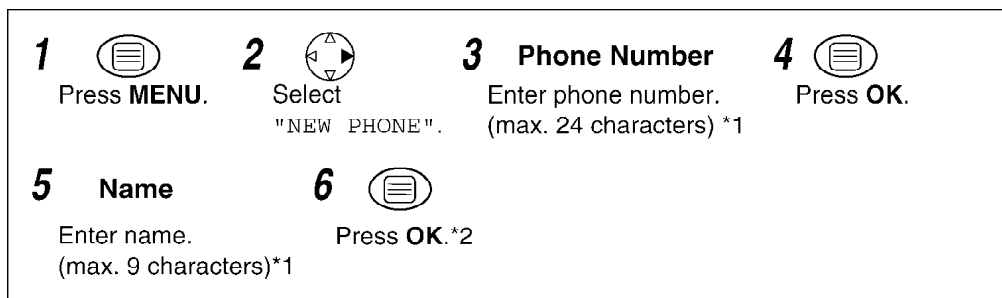 1
Press MENU.
2
Select
"NEW PHONE".
3 Phone Number
Enter phone number.
(max. 24 characters) *1
4
Press OK.
5 Name
Enter name.
(max. 9 characters)*1
6
Press OK.*2